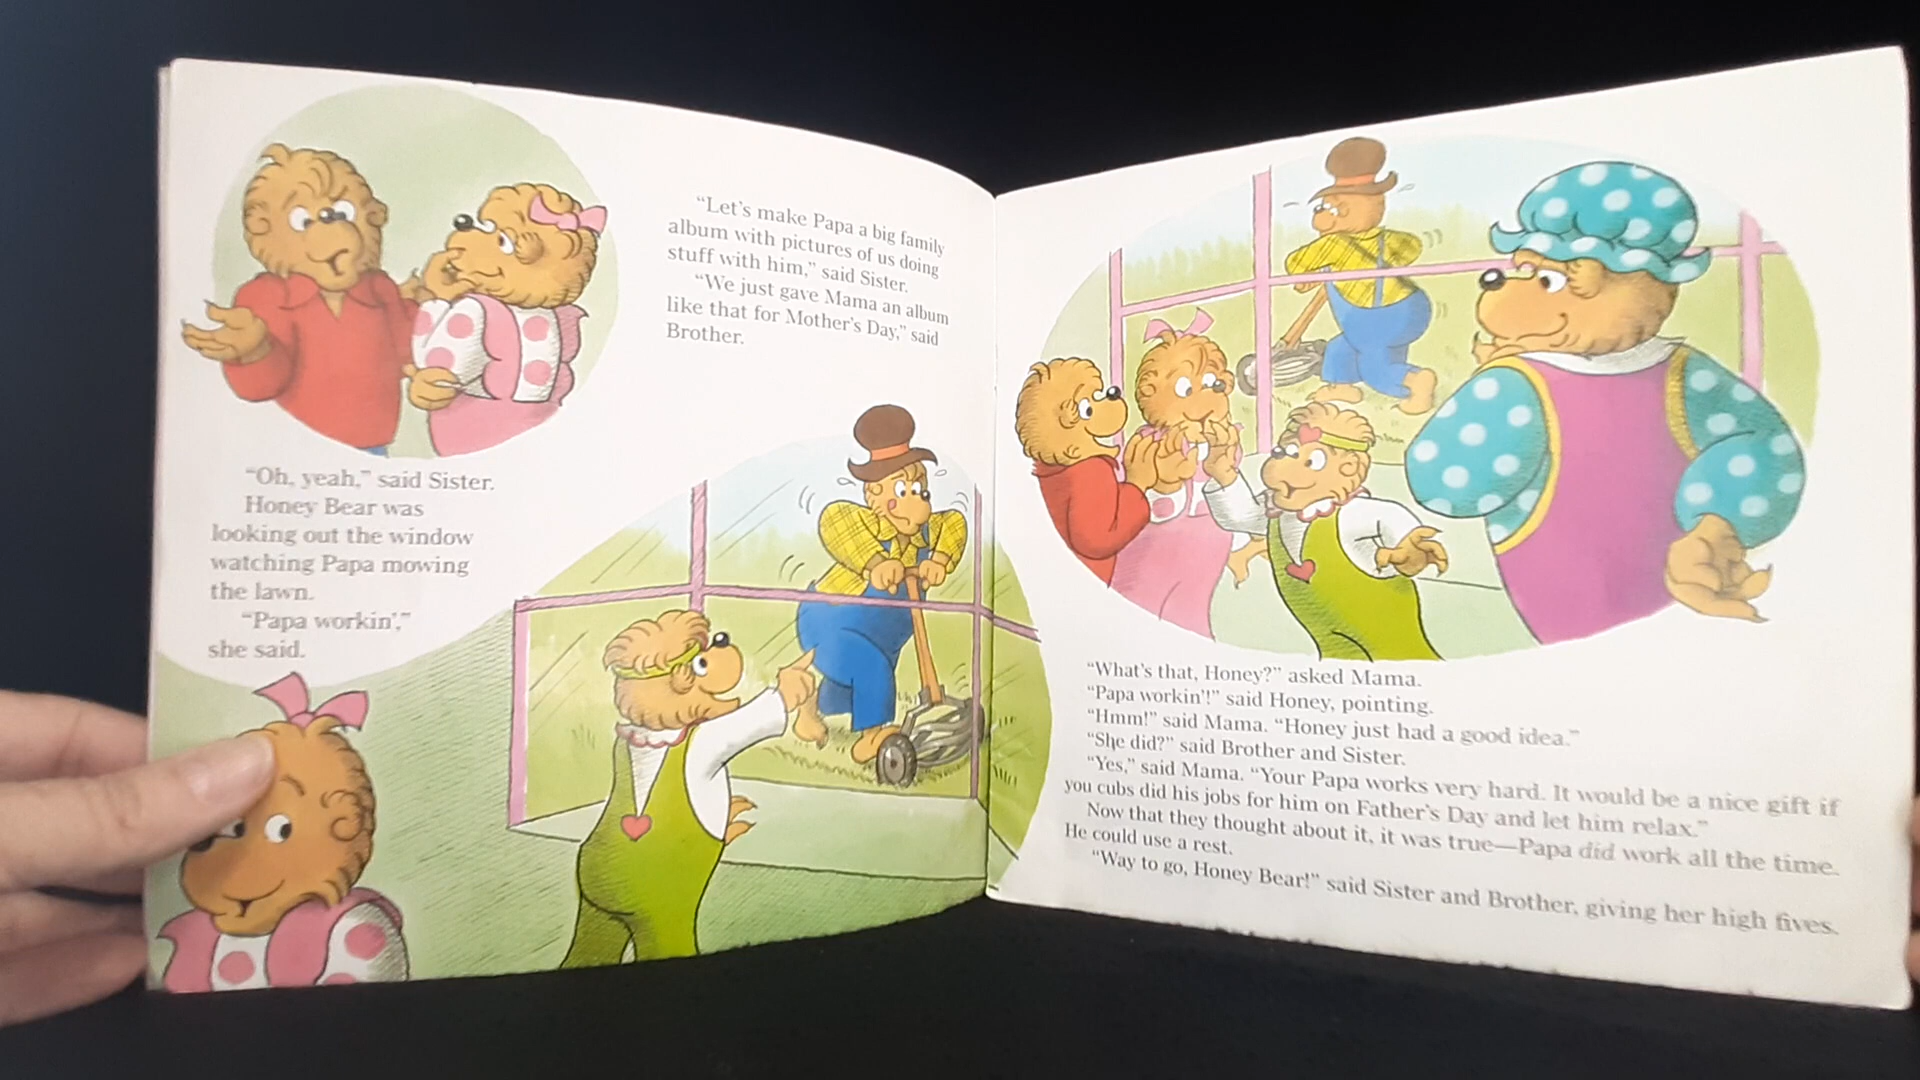 “Let’s make Papa a big family
album with pictures of us doing
stuff with him,” said Sister.
“We just gave Mama an album
like that for Mother’s Day,” said
Brother.
“Oh, yeah,” said Sister.
Honey Bear was
looking out the window
watching Papa mowing
the lawn.
“Papa workin’,”
she said.
“What’s that, Honey?” asked Mama.
“Papa workin’!” said Honey, pointing.
“Hmm!” said Mama. “Honey just had a good idea.”
“She did?” said Brother and Sister.
“Yes,” said Mama. “Your Papa works very hard. It would be a nice gift if
you cubs did his jobs for him on Father’s Day and let him relax.”
Now that they thought about it, it was true—Papa did work all the time.
He could use a rest.
“Way to go, Honey Bear!” said Sister and Brother, giving her high fives.